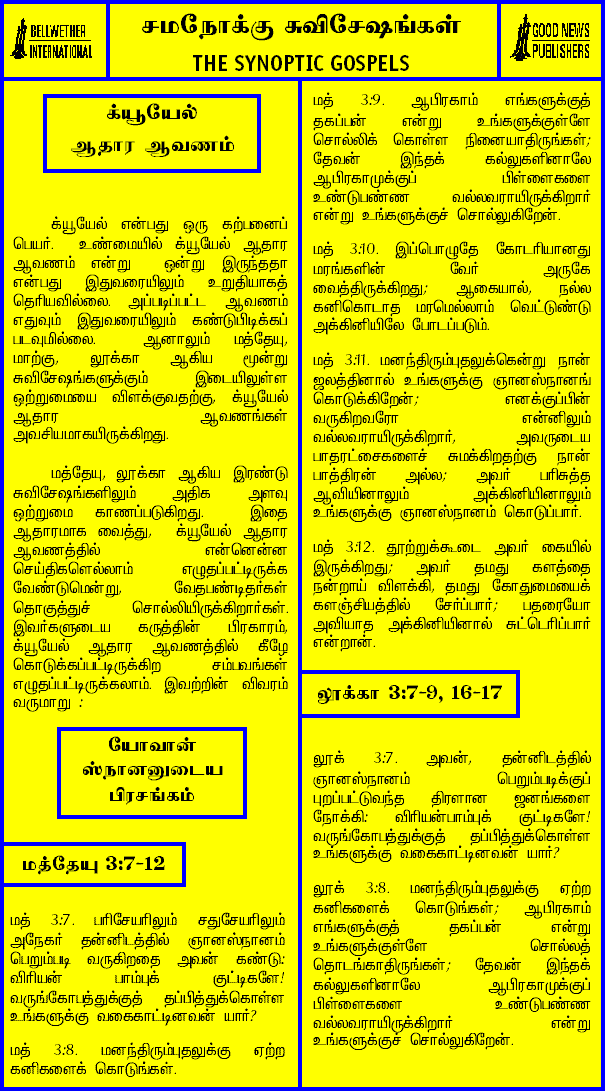 BELLWETHER
INTERNATIONAL
சமநோக்கு சுவிசேஷங்கள்
THE SYNOPTIC GOSPELS
GOOD NEWS
PUBLISHERS
க்யூயேல்
ஆதார ஆவணம்
க்யூயேல் என்பது ஒரு கற்பனைப்
பெயர். உண்மையில் க்யூயேல் ஆதார
ஆவணம் என்று ஒன்று இருந்ததா
என்பது இதுவரையிலும் உறுதியாகத்
தெரியவில்லை. அப்படிப்பட்ட ஆவணம்
எதுவும் இதுவரையிலும் கண்டுபிடிக்கப்
படவுமில்லை. ஆனாலும் மத்தேயு,
மாற்கு, லூக்கா ஆகிய மூன்று
சுவிசேஷங்களுக்கும் இடையிலுள்ள
ஒற்றுமையை விளக்குவதற்கு, க்யூயேல்
ஆதார ஆவணங்கள்
அவசியமாகயிருக்கிறது.
மத்தேயு, லூக்கா ஆகிய இரண்டு
சுவிசேஷங்களிலும் அதிக அளவு
ஒற்றுமை காணப்படுகிறது. இதை
ஆதாரமாக வைத்து, க்யூயேல் ஆதார
ஆவணத்தில் என்னென்ன
செய்திகளெல்லாம் எழுதப்பட்டிருக்க
வேண்டுமென்று, வேதபண்டிதர்கள்
தொகுத்துச் சொல்லியிருக்கிறார்கள்.
இவர்களுடைய கருத்தின் பிரகாரம்,
க்யூயேல் ஆதார ஆவணத்தில் கீழே
கொடுக்கப்பட்டிருக்கிற சம்பவங்கள்
எழுதப்பட்டிருக்கலாம். இவற்றின் விவரம்
வருமாறு :
யோவான்
ஸ்நானனுடைய
பிரசங்கம்
மத்தேயு 3:7-12
மத் 3:7. பரிசேயரிலும் சதுசேயரிலும்
அநேகர் தன்னிடத்தில் ஞானஸ்நானம்
பெறும்படி வருகிறதை அவன் கண்டு:
விரியன் பாம்புக் குட்டிகளே!
வருங்கோபத்துக்குத் தப்பித்துக்கொள்ள
உங்களுக்கு வகைகாட்டினவன் யார்?
மத் 3:8. மனந்திரும்புதலுக்கு ஏற்ற
கனிகளைக் கொடுங்கள்.
மத் 3:9. ஆபிரகாம் எங்களுக்குத்
தகப்பன் என்று உங்களுக்குள்ளே
சொல்லிக் கொள்ள நினையாதிருங்கள்;
தேவன் இந்தக் கல்லுகளினாலே
ஆபிரகாமுக்குப் பிள்ளைகளை
உண்டுபண்ண வல்லவராயிருக்கிறார்
என்று உங்களுக்குச் சொல்லுகிறேன்.
மத் 3:10. இப்பொழுதே கோடரியானது
மரங்களின் வேர் அருகே
வைத்திருக்கிறது; ஆகையால், நல்ல
கனிகொடாத மரமெல்லாம் வெட்டுண்டு
அக்கினியிலே போடப்படும்.
மத் 3:11. மனந்திரும்புதலுக்கென்று நான்
ஜலத்தினால் உங்களுக்கு ஞானஸ்நானங்
கொடுக்கிறேன்; எனக்குப்பின்
வருகிறவரோ என்னிலும்
வல்லவராயிருக்கிறார், அவருடைய
பாதரட்சைகளைச் சுமக்கிறதற்கு நான்
பாத்திரன் அல்ல; அவர் பரிசுத்த
ஆவியினாலும் அக்கினியினாலும்
உங்களுக்கு ஞானஸ்நானம் கொடுப்பார்.
மத் 3:12. தூற்றுக்கூடை அவர் கையில்
இருக்கிறது; அவர் தமது களத்தை
நன்றாய் விளக்கி, தமது கோதுமையைக்
களஞ்சியத்தில் சேர்ப்பார்; பதரையோ
அவியாத அக்கினியினால் சுட்டெரிப்பார்
என்றான்.
லூக்கா 3:7-9, 16-17
லூக் 3:7. அவன், தன்னிடத்தில்
ஞானஸ்நானம் பெறும்படிக்குப்
புறப்பட்டுவந்த திரளான ஜனங்களை
நோக்கி: விரியன்பாம்புக் குட்டிகளே!
வருங்கோபத்துக்குத் தப்பித்துக்கொள்ள
உங்களுக்கு வகைகாட்டினவன் யார்?
லூக் 3:8. மனந்திரும்புதலுக்கு ஏற்ற
கனிகளைக் கொடுங்கள்; ஆபிரகாம்
எங்களுக்குத் தகப்பன் என்று
உங்களுக்குள்ளே சொல்லத்
தொடங்காதிருங்கள்; தேவன் இந்தக்
கல்லுகளினாலே ஆபிரகாமுக்குப்
பிள்ளைகளை உண்டுபண்ண
வல்லவராயிருக்கிறார் என்று
உங்களுக்குச் சொல்லுகிறேன்.